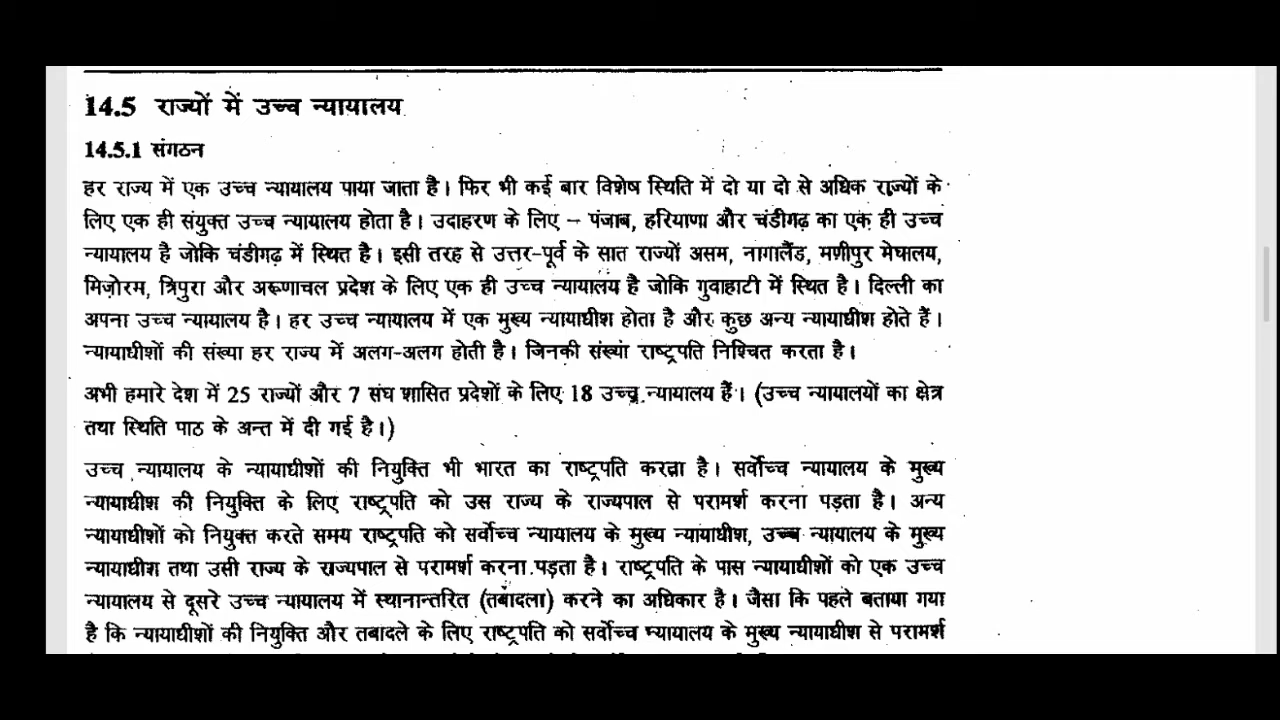 14.5 राज्यों में उच्च न्यायालय
14.5.1 संगठन
हर राज्य में एक उच्च न्यायालय पाया जाता है। फिर भी कई बार विशेष स्थिति में दो या दो से अधिक राज्यों के
लिए एक ही संयुक्त उच्च न्यायालय होता है। उदाहरण के लिए – पंजाब, हरियाणा और चंडीगढ़ का एक ही उच्च
न्यायालय है जोकि चंडीगढ़ में स्थित है। इसी तरह से उत्तर-पूर्व के सात राज्यों असम, नागालैंड, मणीपुर मेघालय,
मिज़ोरम, त्रिपुरा और अरूणाचल प्रदेश के लिए एक ही उच्च न्यायालय है जोकि गुवाहाटी में स्थित है। दिल्ली का
अपना उच्च न्यायालय है। हर उच्च न्यायालय में एक मुख्य न्यायाधीश होता है और कुछ अन्य न्यायाधीश होते हैं।
न्यायाधीशों की संख्या हर राज्य में अलग-अलग होती है। जिनकी संख्या राष्ट्रपति निश्चित करता है।
अभी हमारे देश में 25 राज्यों और 7 संघ शासित प्रदेशों के लिए 18 उच्च न्यायालय हैं। (उच्च न्यायालयों का क्षेत्र
तथा स्थिति पाठ के अन्त में दी गई है।)
उच्च न्यायालय के न्यायाधीशों की नियुक्ति भी भारत का राष्ट्रपति करता है। सर्वोच्च न्यायालय के मुख्य
न्यायाधीश की नियुक्ति के लिए राष्ट्रपति को उस राज्य के राज्यपाल से परामर्श करना पड़ता है। अन्य
न्यायाधीशों को नियुक्त करते समय राष्ट्रपति को सर्वोच्च न्यायालय के मुख्य न्यायाधीश, उच्च न्यायालय के मुख्य
न्यायाधीश तथा उसी राज्य के राज्यपाल से परामर्श करना पड़ता है। राष्ट्रपति के पास न्यायाधीशों को एक उच्च
न्यायालय से दूसरे उच्च न्यायालय में स्थानान्तरित (तबादला) करने का अधिकार है। जैसा कि पहले बताया गया
है कि न्यायाधीशों की नियुक्ति और तबादले के लिए राष्ट्रपति को सर्वोच्च न्यायालय के मुख्य न्यायाधीश से परामर्श